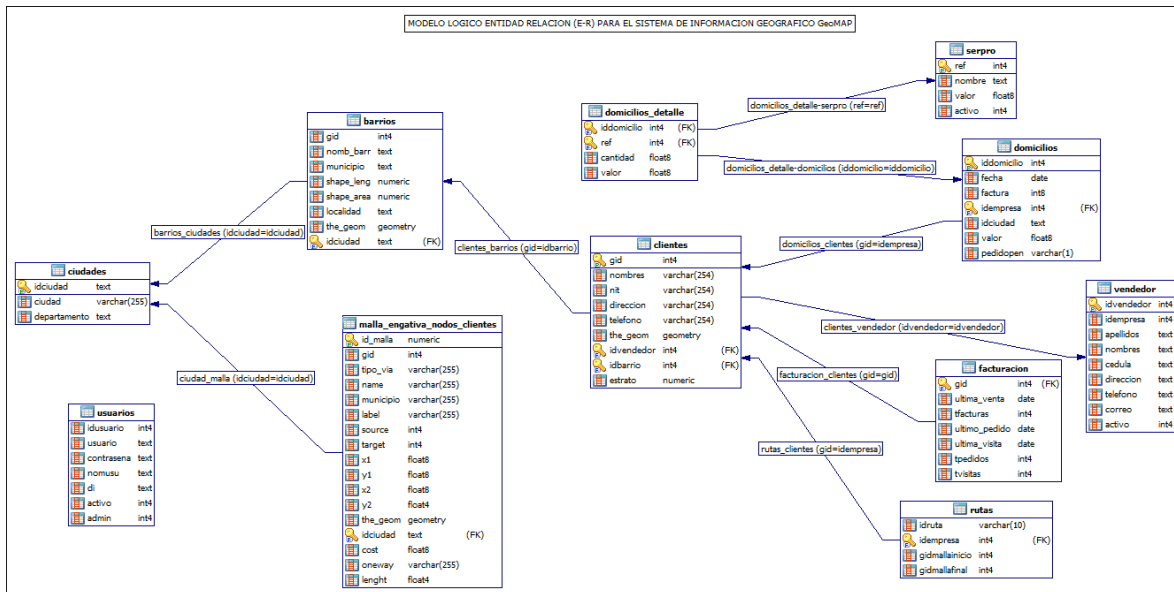 MODELO LOGICO ENTIDAD RELACION (E-R) PARA EL SISTEMA DE INFORMACION GEOGRAFICO GeoMAP
serpro
ref int4
nombre text
valor float8
activo int4
domicilios_detalle-serpro (ref=ref)
domicilios_detalle
iddomicilio int4 (FK)
ref int4 (FK)
cantidad float8
valor float8
barrios
gid int4
nomb_barr text
municipio text
shape_leng numeric
shape_area numeric
localidad text
the_geom geometry
idciudad text (FK)
domicilios
iddomicilio int4
fecha date
factura int8
idempresa int4 (FK)
idciudad text
valor float8
pedidopen varchar(1)
domicilios_detalle-domicilios (iddomicilio=iddomicilio)
barrios_ciudades (idciudad=idciudad)
clientes_barrios (gid=idbarrio)
domicilios_clientes (gid=idempresa)
clientes
gid int4
nombres varchar(254)
nit varchar(254)
direccion varchar(254)
telefono varchar(254)
the_geom geometry
idvendedor int4 (FK)
idbarrio int4 (FK)
estrato numeric
ciudades
idciudad text
ciudad varchar(255)
departamento text
vendedor
idvendedor int4
idempresa int4
apellidos text
nombres text
cedula text
direccion text
telefono text
correo text
activo int4
clientes_vendedor (idvendedor=idvendedor)
malla_engativa_nodos_clientes
id_malla numeric
gid int4
tipo_via varchar(255)
name varchar(255)
municipio varchar(255)
label varchar(255)
source int4
target int4
x1 float8
y1 float8
x2 float8
y2 float4
the_geom geometry
idciudad text (FK)
cost float8
oneway varchar(255)
lenght float4
ciudad_malla (idciudad=idciudad)
facturacion_clientes (gid=gid)
facturacion
gid int4 (FK)
ultima_venta date
tfacturas int4
ultimo_pedido date
ultima_visita date
tpedidos int4
tvisitas int4
usuarios
idusuario int4
usuario text
contrasena text
nomusu text
di text
activo int4
admin int4
rutas_clientes (gid=idempresa)
rutas
idruta varchar(10)
idempresa int4 (FK)
gidmallainicio int4
gidmallafinal int4